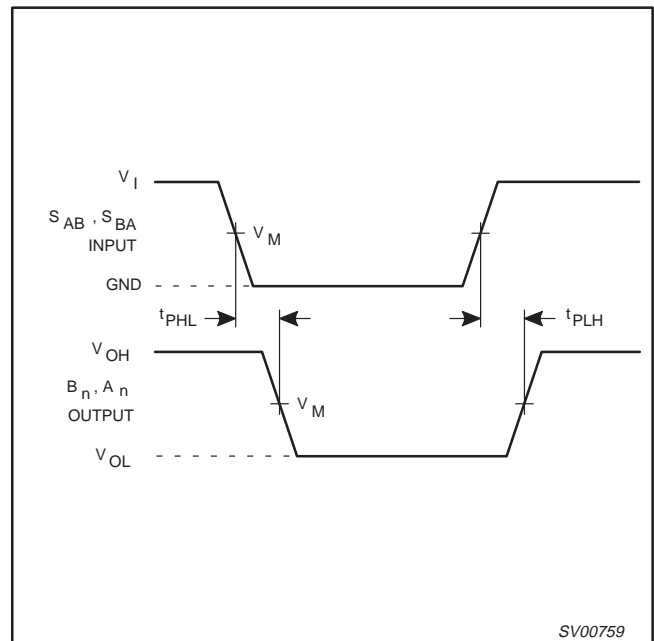 V I
S AB , S BA
INPUT
V M
GND
t PHL
t PLH
V OH
B n , A n
OUTPUT
V M
V OL
SV00759